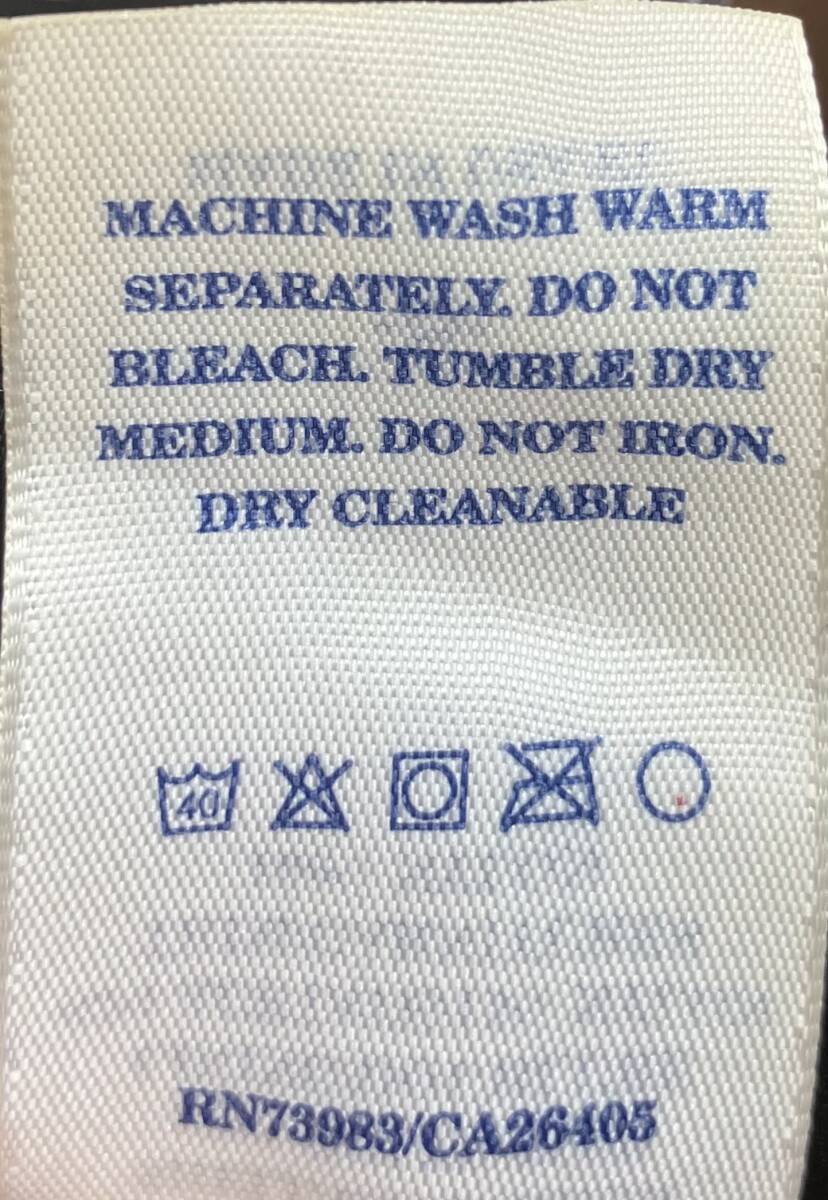 MACHINE WASH WARM
SEPARATELY. DO NOT
BLEACH. TUMBLE DRY
MEDIUM. DO NOT IRON.
DRY CLEANABLE
40
RN73983/CA26405